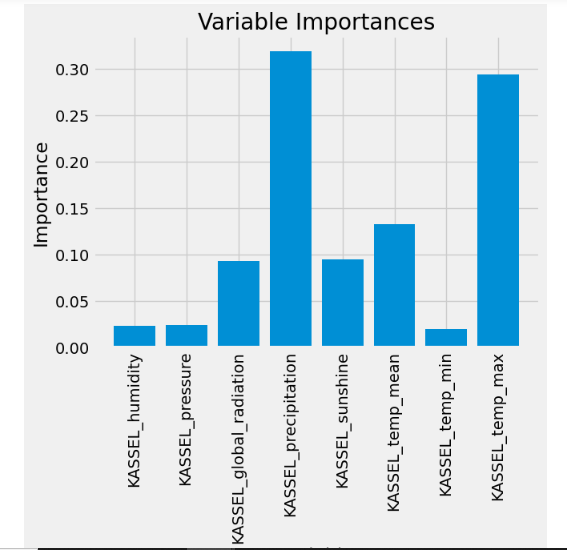 Variable Importances
Importance
0.30
0.25
0.20
0.15
0.10
0.05
0.00
KASSEL_humidity
KASSEL_pressure
KASSEL_global_radiation
KASSEL_precipitation
KASSEL_sunshine
KASSEL_temp_mean
KASSEL_temp_min
KASSEL_temp_max